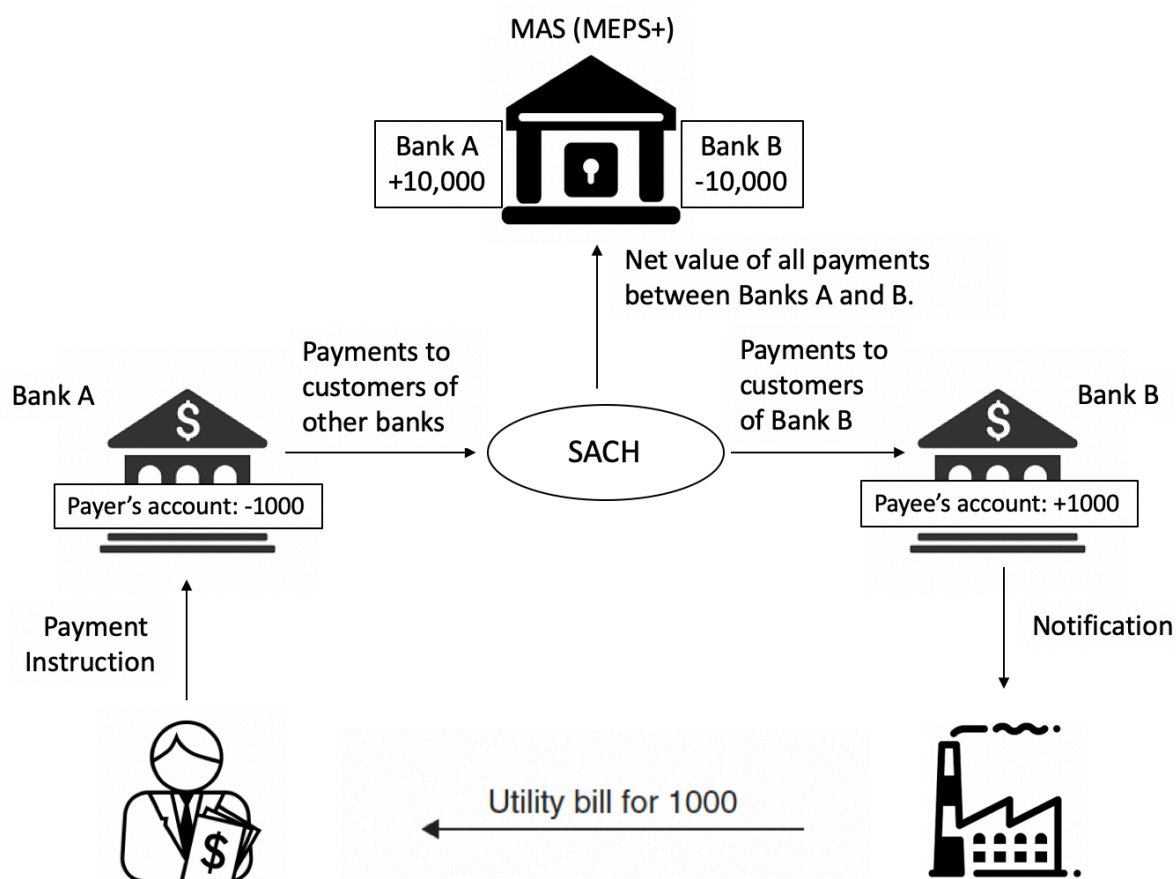 MAS (MEPS+)
Bank A
+10,000
Bank B
-10,000
Net value of all payments
between Banks A and B.
Payments to
customers of
other banks
Payments to
customers
of Bank B
Bank A
Bank B
$
$
SACH
Payer's account: -1000
Payee's account: +1000
Payment
Instruction
Notification
Utility bill for 1000
$